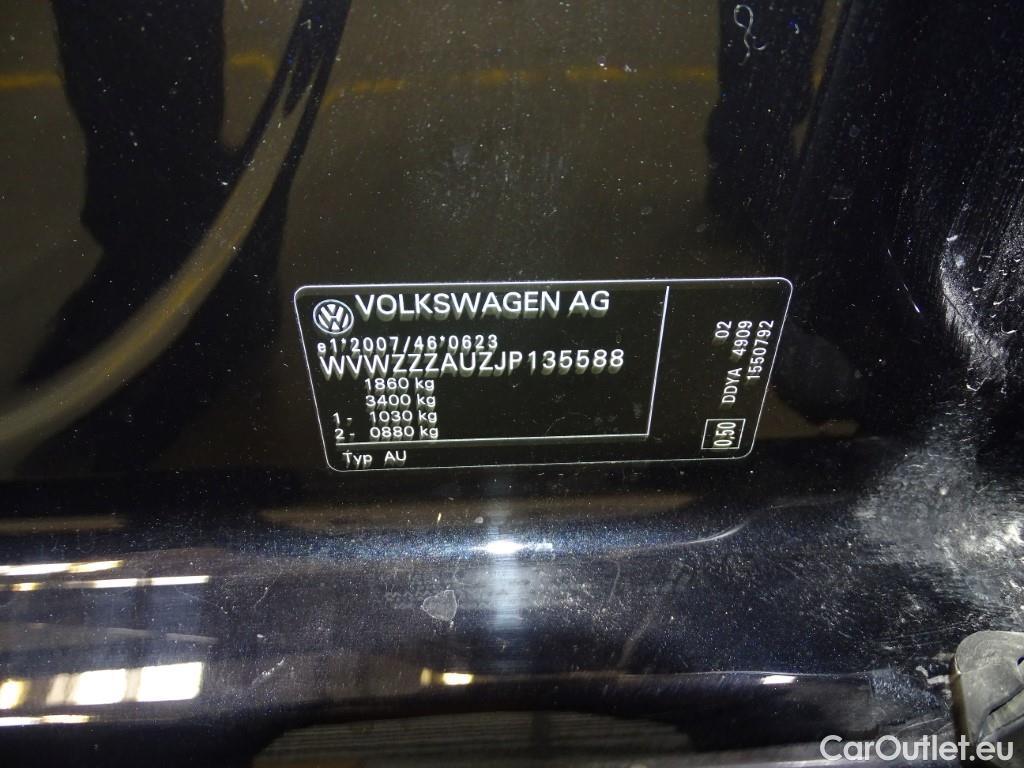 VOLKSWAGEN AG
e1*2007/46*0623
WVWZZZAUZJP135588
1860 kg
3400 kg
1- 1030 kg
2- 0880 kg
Typ AU
02
DDYA 4909
1550792
0,50
CarOutlet.eu